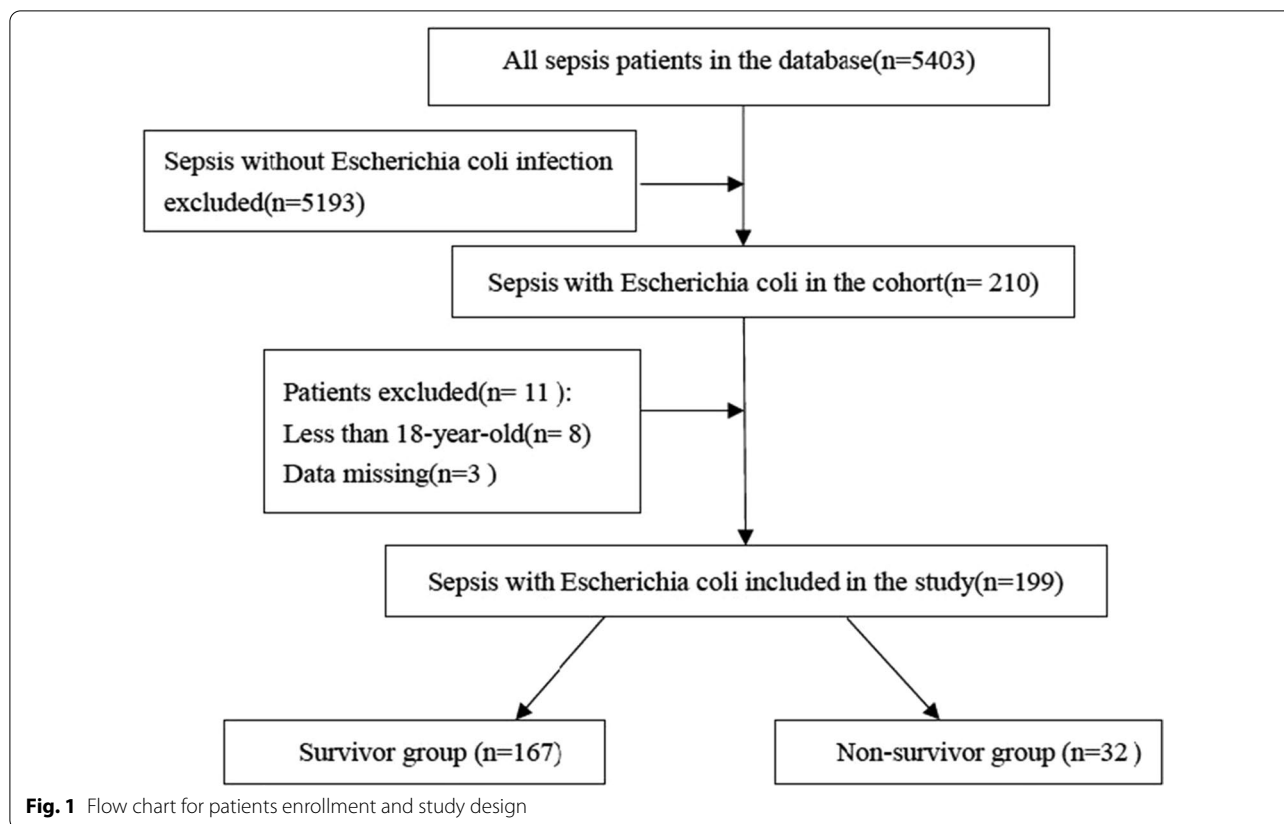 All sepsis patients in the database(n=5403)
Sepsis without Escherichia coli infection
excluded(n=5193)
Sepsis with Escherichia coli in the cohort(n= 210)
Patients excluded(n= 11 ):
Less than 18-year-old(n= 8)
Data missing(n=3 )
Sepsis with Escherichia coli included in the study(n=199)
Survivor group (n=167)
Non-survivor group (n=32 )
Fig. 1 Flow chart for patients enrollment and study design